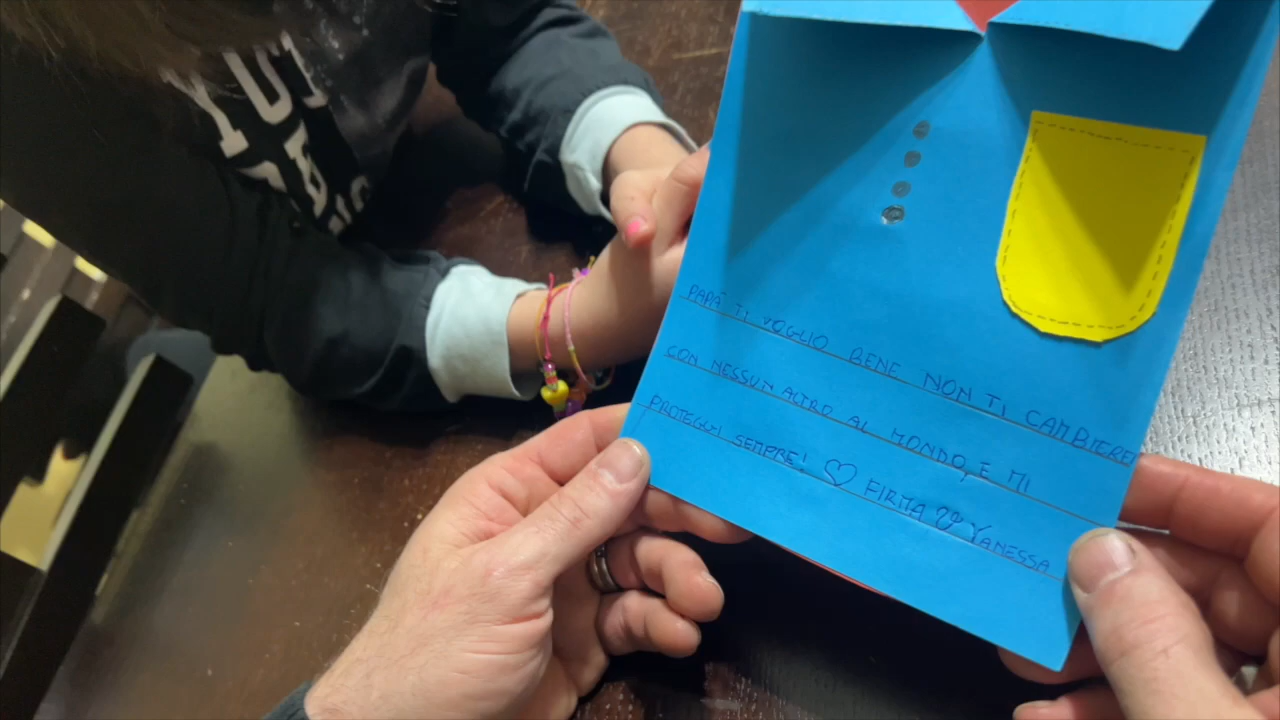 PAPÀ TI VOGLIO BENE NON TI CAMBIEREI
CON NESSUN ALTRO AL MONDO, E MI
PROTEGGI SEMPRE! ♡ FIRMA VANESSA